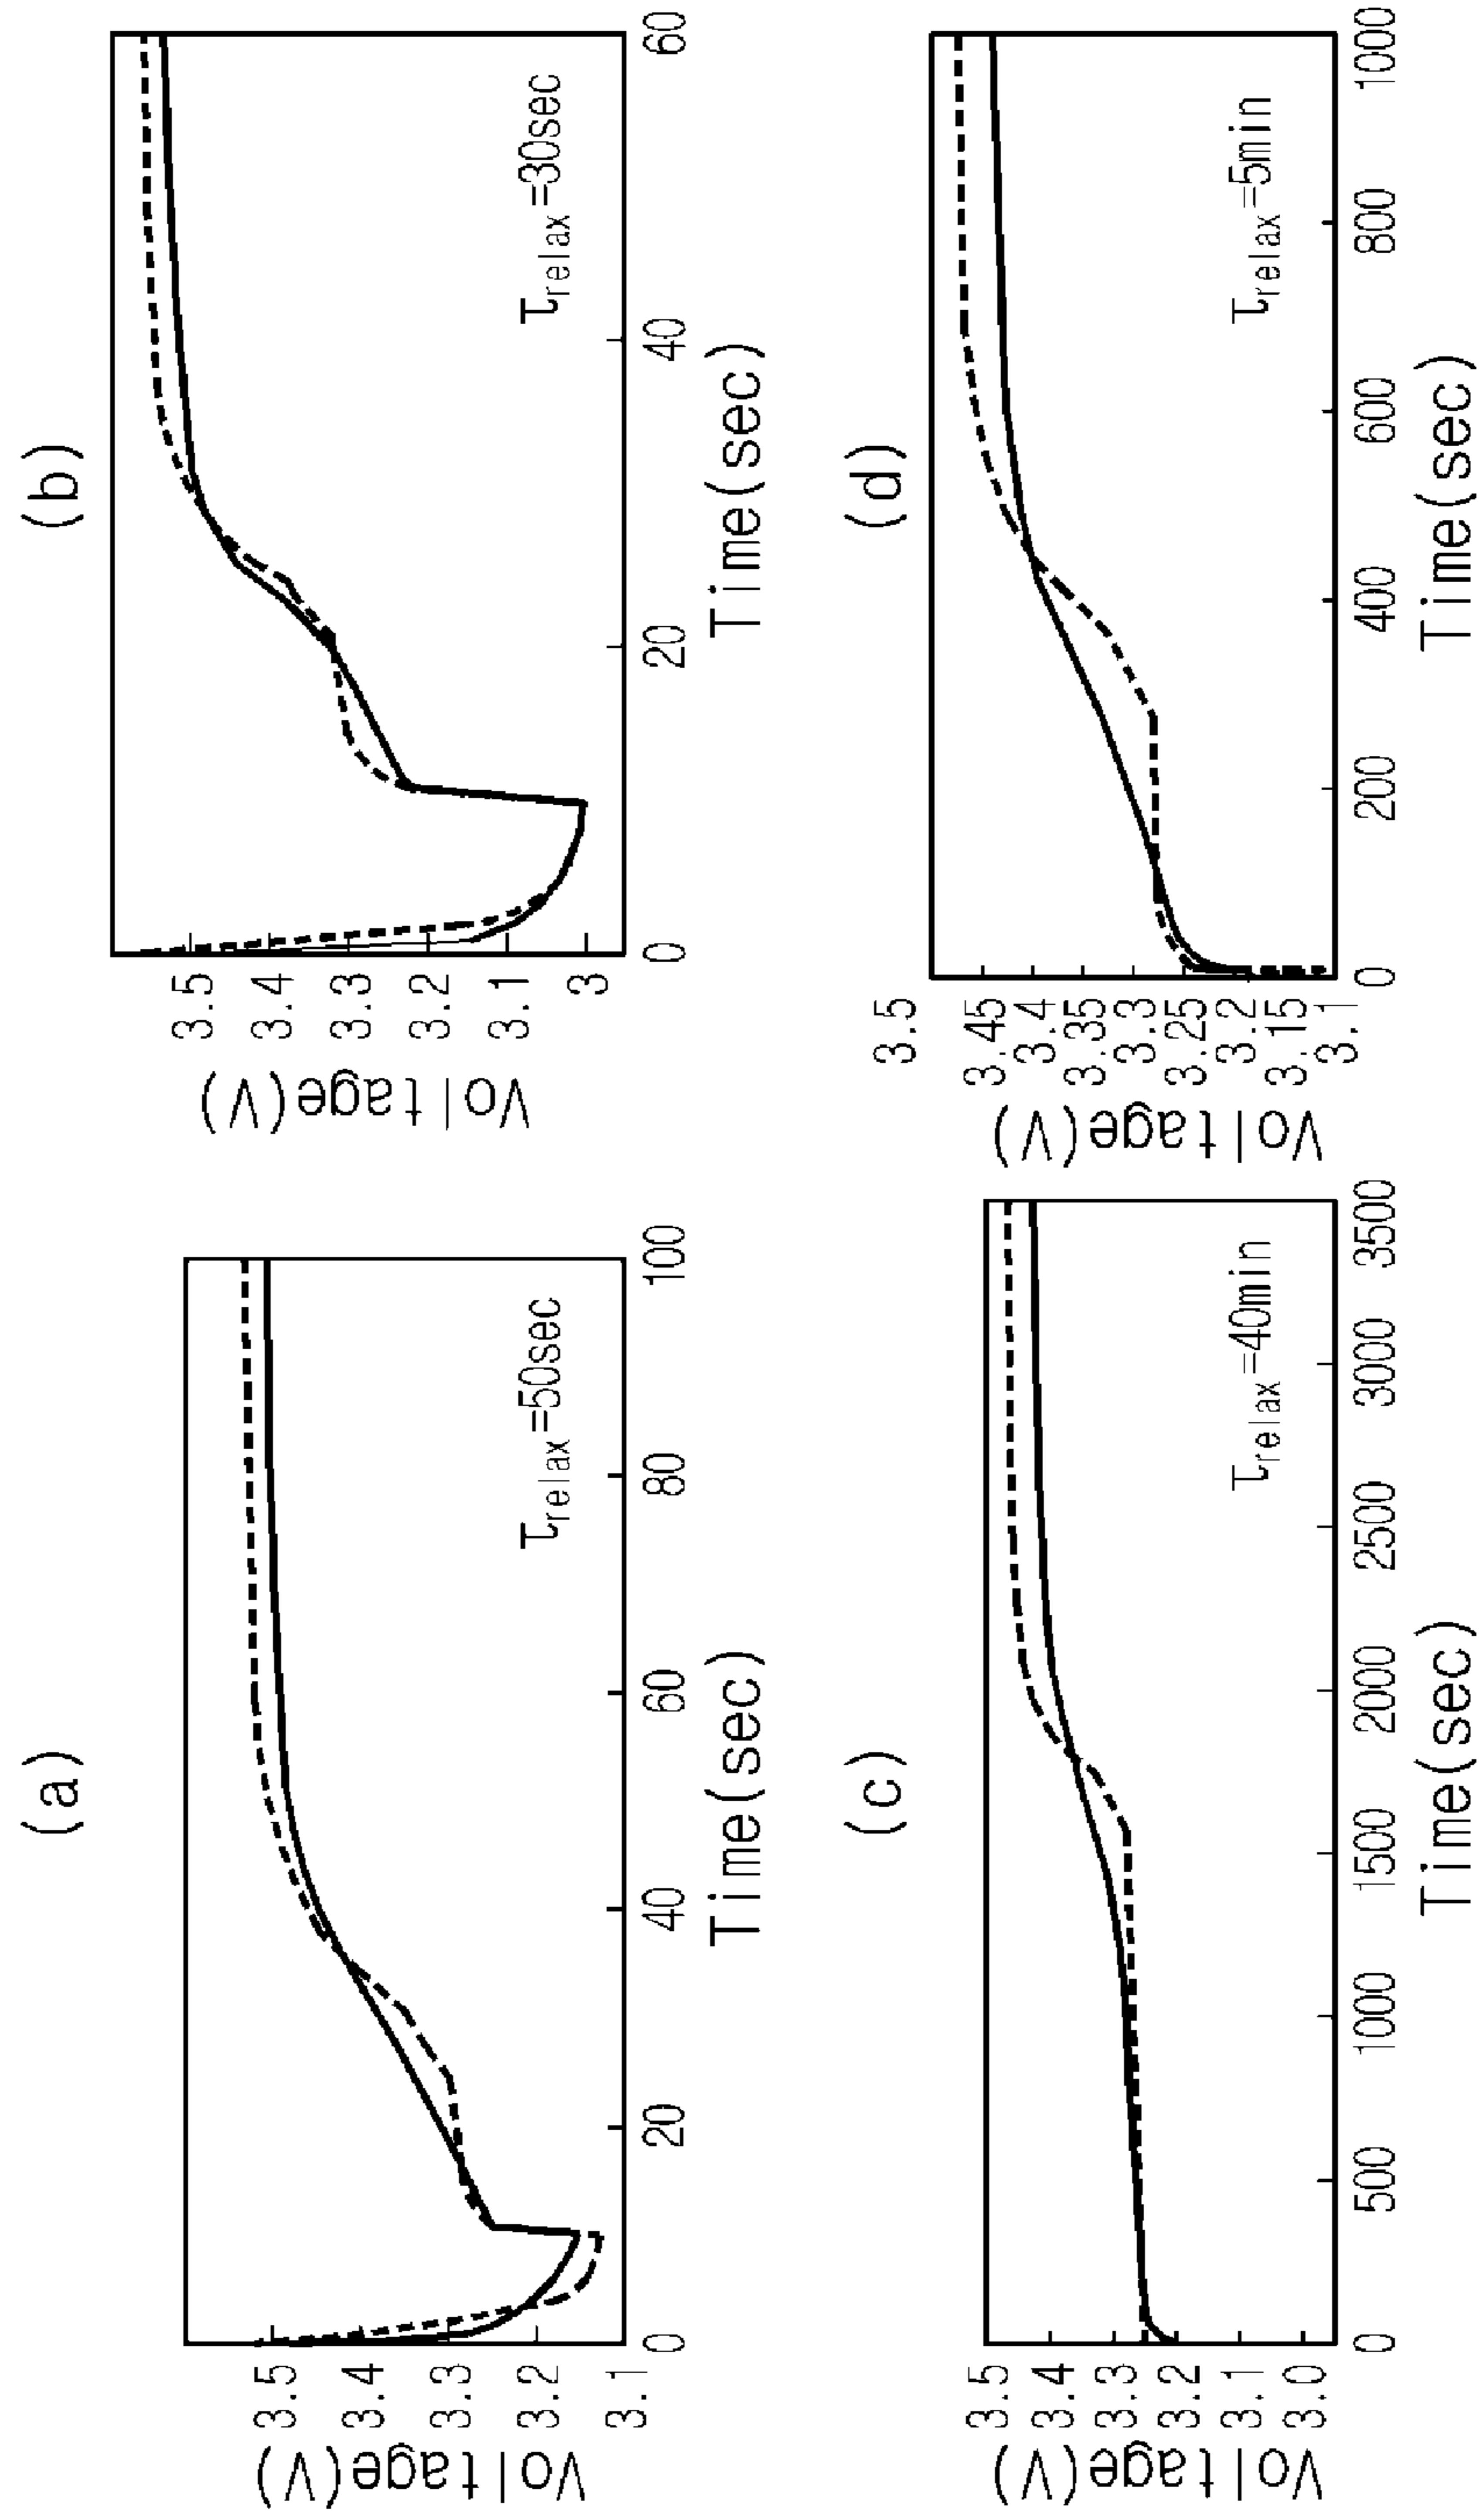 (a)
Voltage(V)
3.5
3.4
3.3
3.2
3.1
τrelax=50sec
0 20 40 60 80 100
Time(sec)
(b)
Voltage(V)
3.5
3.4
3.3
3.2
3.1
3
τrelax=30sec
0 20 40 60
Time(sec)
(c)
Voltage(V)
3.5
3.4
3.3
3.2
3.1
3.0
τrelax=40min
0 500 1000 1500 2000 2500 3000 3500
Time(sec)
(d)
Voltage(V)
3.5
3.45
3.4
3.35
3.3
3.25
3.2
3.15
3.1
τrelax=5min
0 200 400 600 800 1000
Time(sec)